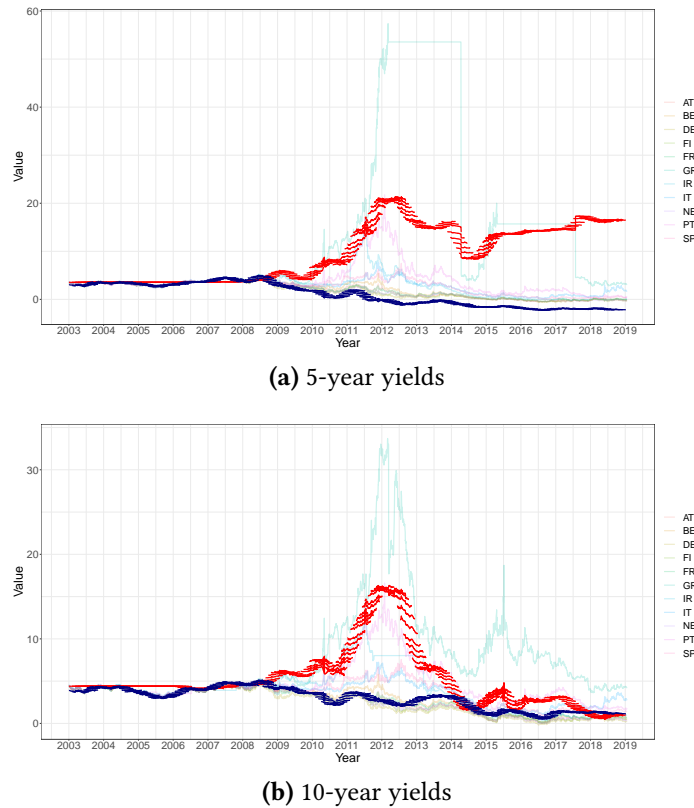 60
40
20
0
Value
2003 2004 2005 2006 2007 2008 2009 2010 2011 2012 2013 2014 2015 2016 2017 2018 2019
Year
AT
BE
DE
FI
FR
GR
IR
IT
NE
PT
SP
(a) 5-year yields
30
20
10
0
Value
2003 2004 2005 2006 2007 2008 2009 2010 2011 2012 2013 2014 2015 2016 2017 2018 2019
Year
AT
BE
DE
FI
FR
GR
IR
IT
NE
PT
SP
(b) 10-year yields